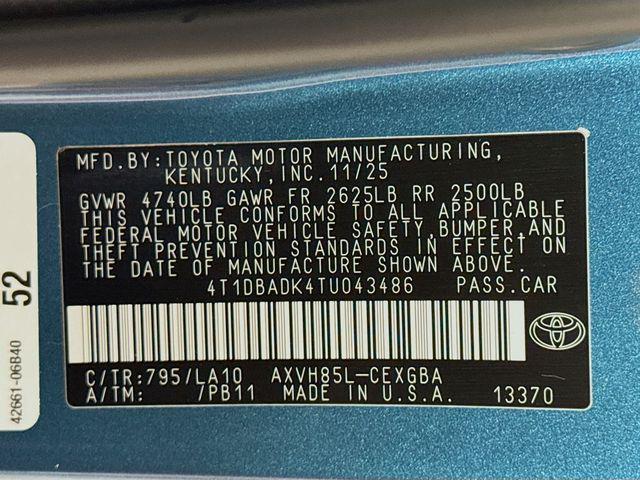 MFD.BY:TOYOTA MOTOR MANUFACTURING,
KENTUCKY,INC.11/25
GVWR 4740LB GAWR FR 2625LB RR 2500LB
THIS VEHICLE CONFORMS TO ALL APPLICABLE
FEDERAL MOTOR VEHICLE SAFETY,BUMPER,AND
THEFT PREVENTION STANDARDS IN EFFECT ON
THE DATE OF MANUFACTURE SHOWN ABOVE.
4T1DBADK4TU043486 PASS.CAR
C/TR:795/LA10 AXVH85L-CEXGBA
A/TM: /PB11 MADE IN U.S.A. 13370
52
42661-06B40